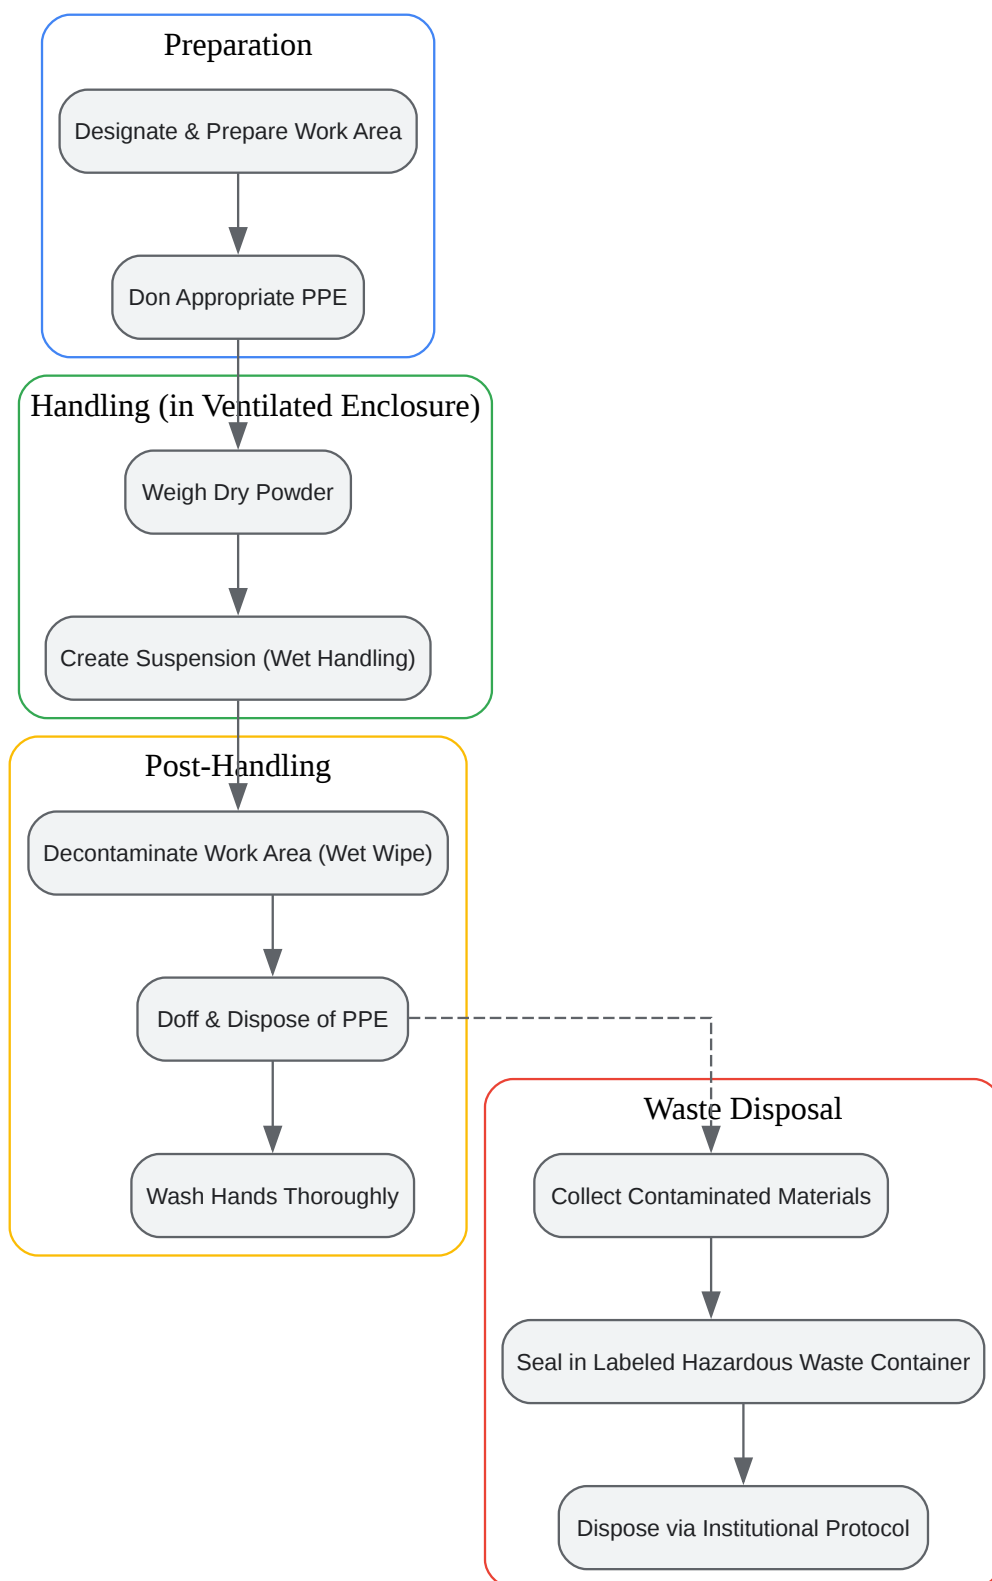 Preparation
Designate & Prepare Work Area
Don Appropriate PPE
Handling (in Ventilated Enclosure)
Weigh Dry Powder
Create Suspension (Wet Handling)
Post-Handling
Decontaminate Work Area (Wet Wipe)
Doff & Dispose of PPE
Wash Hands Thoroughly
Waste Disposal
Collect Contaminated Materials
Seal in Labeled Hazardous Waste Container
Dispose via Institutional Protocol